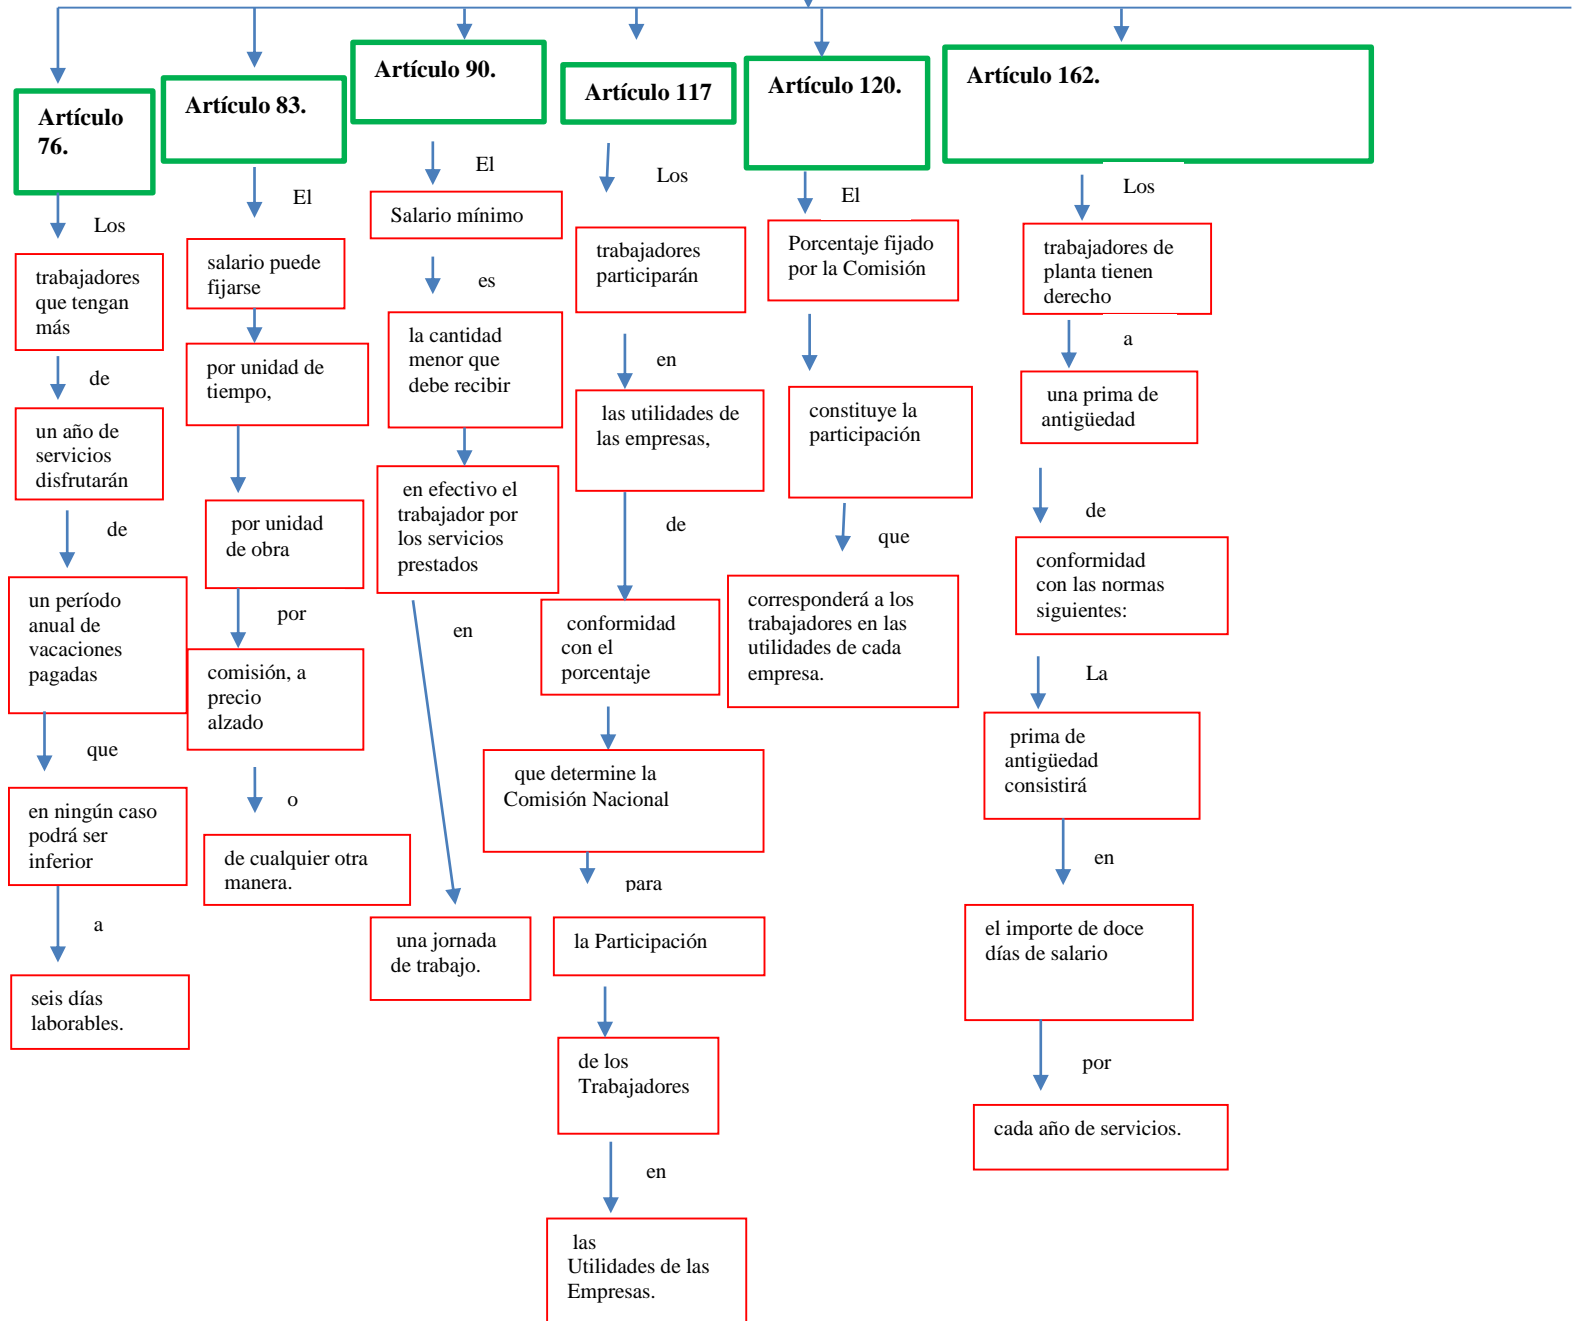 Artículo
76.
Los
trabajadores
que tengan
más
de
un año de
servicios
disfrutarán
de
un período
anual de
vacaciones
pagadas
que
en ningún caso
podrá ser
inferior
a
seis días
laborables.
Artículo 83.
El
salario puede
fijarse
por unidad de
tiempo,
por unidad
de obra
por
comisión, a
precio
alzado
o
de cualquier otra
manera.
Artículo 90.
El
Salario mínimo
es
la cantidad
menor que
debe recibir
en efectivo el
trabajador por
los servicios
prestados
en
una jornada
de trabajo.
Artículo 117
Los
trabajadores
participarán
en
las utilidades de
las empresas,
de
conformidad
con el
porcentaje
que determine la
Comisión Nacional
para
la Participación
de los
Trabajadores
en
las
Utilidades de las
Empresas.
Artículo 120.
El
Porcentaje fijado
por la Comisión
constituye la
participación
que
corresponderá a los
trabajadores en las
utilidades de cada
empresa.
Artículo 162.
Los
trabajadores de
planta tienen
derecho
a
una prima de
antigüedad
de
conformidad
con las normas
siguientes:
La
prima de
antigüedad
consistirá
en
el importe de doce
días de salario
por
cada año de servicios.